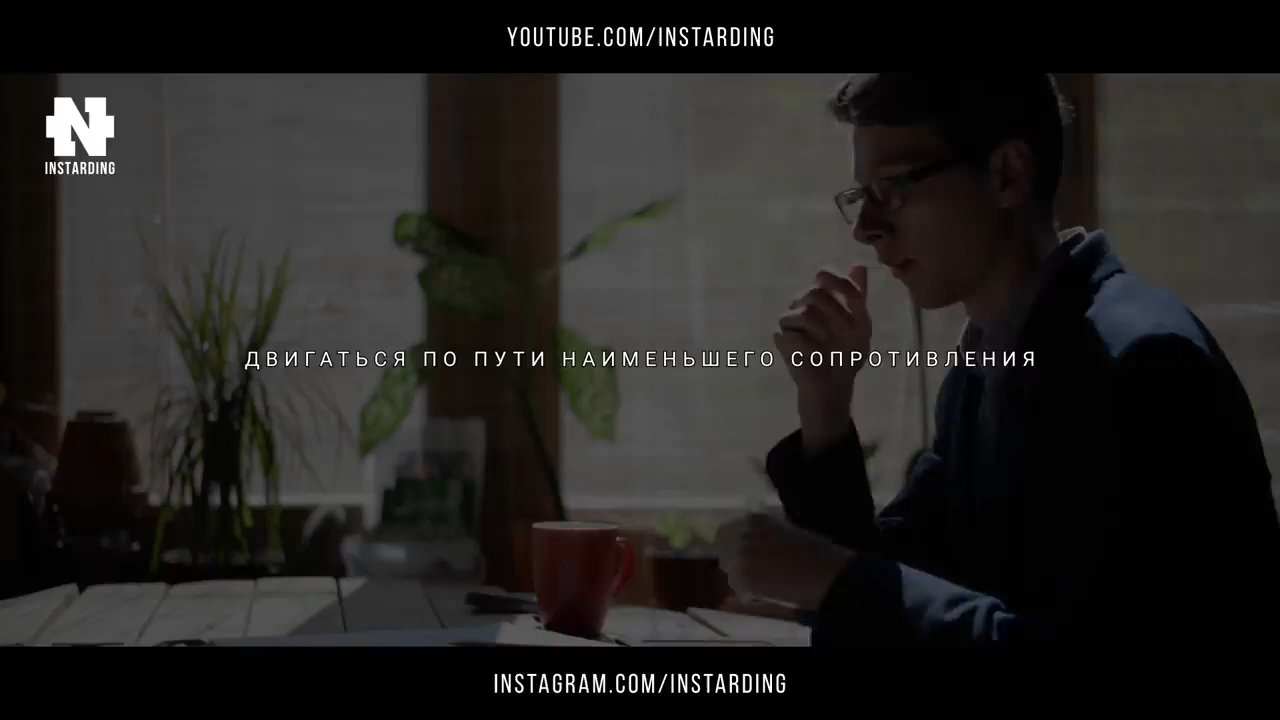 YOUTUBE.COM/INSTARDING
N
INSTARDING
ДВИГАТЬСЯ ПО ПУТИ НАИМЕНЬШЕГО СОПРОТИВЛЕНИЯ
INSTAGRAM.COM/INSTARDING